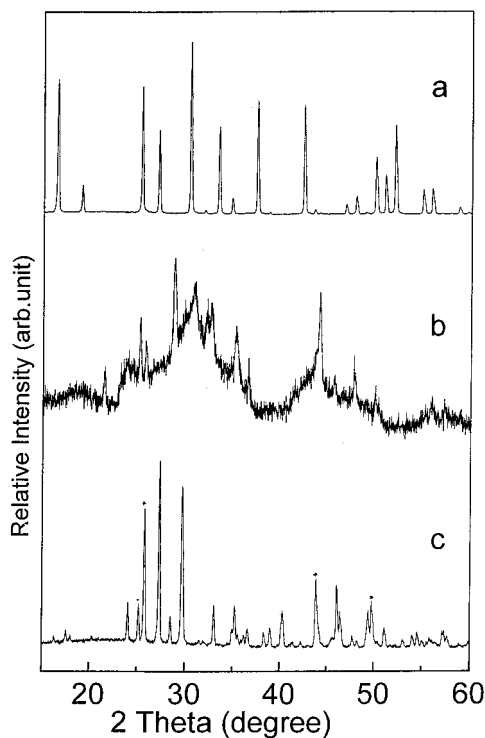 a
b
c
Relative Intensity (arb.unit)
20 30 40 50 60
2 Theta (degree)